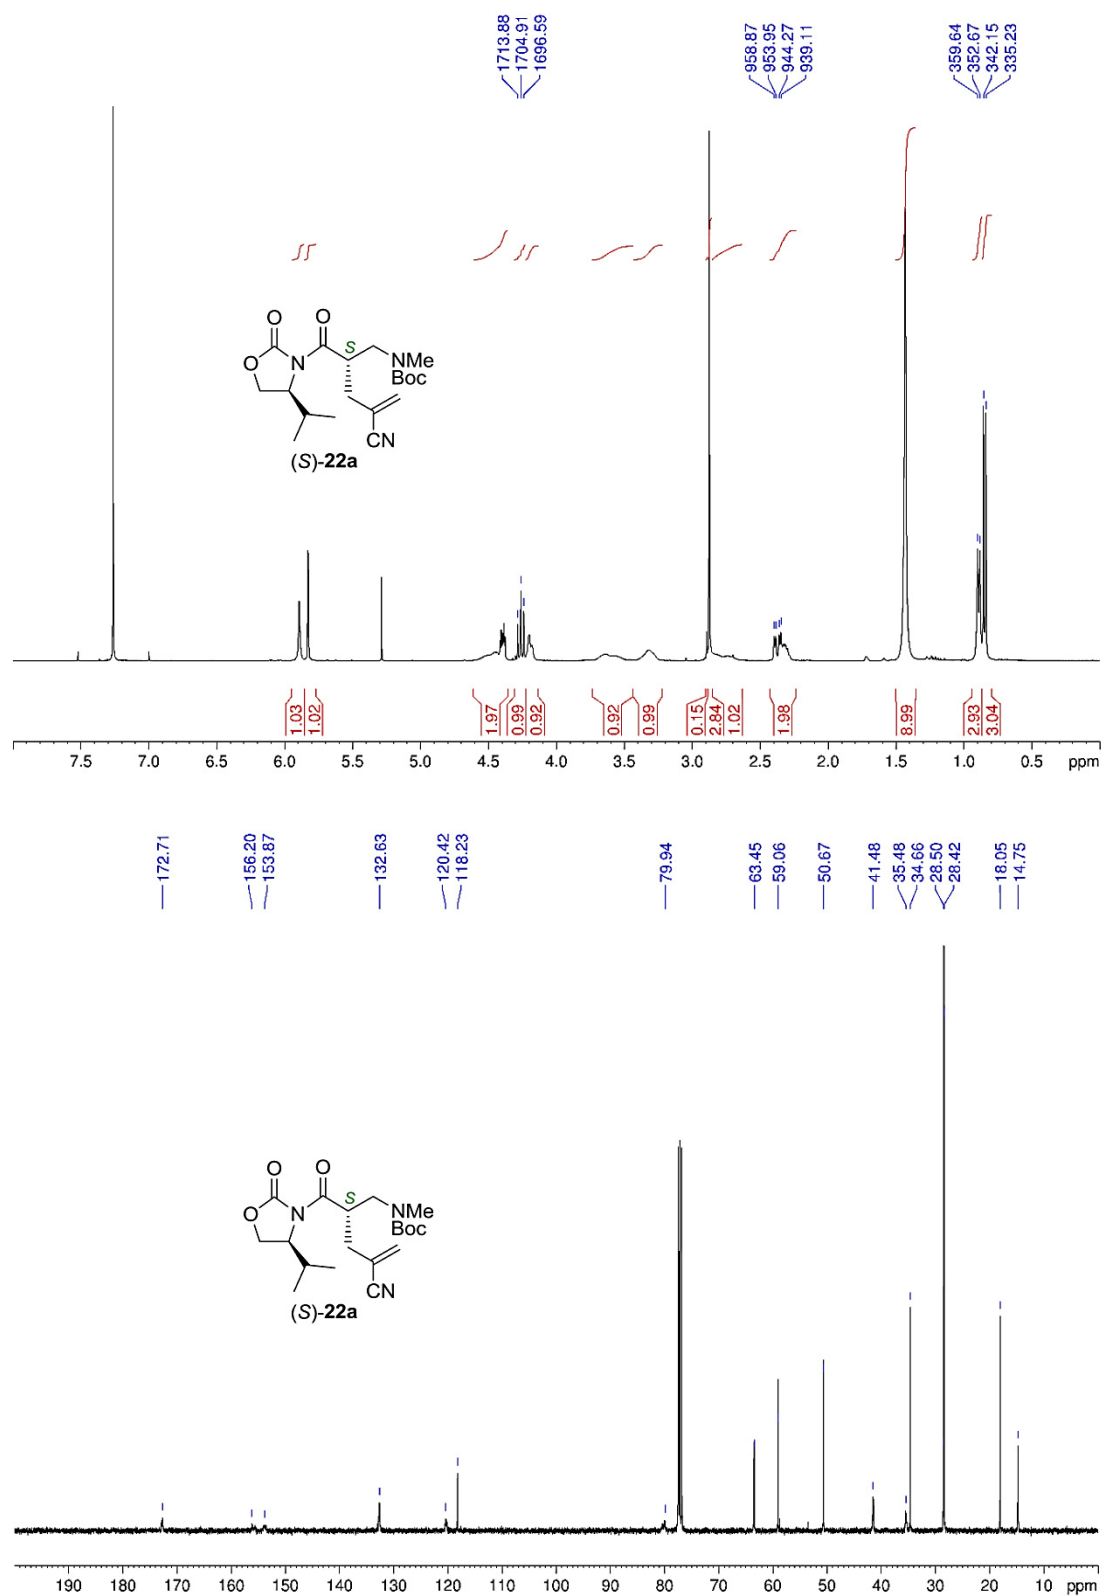 1713.88
1704.91
1696.59
958.87
953.95
944.27
939.11
359.64
352.67
342.15
335.23
O
O
S
O
N
NMe
Boc
CN
(S)-22a
1.03
1.02
1.97
0.99
0.92
0.92
0.99
0.15
2.84
1.02
1.98
8.99
2.93
3.04
7.5 7.0 6.5 6.0 5.5 5.0 4.5 4.0 3.5 3.0 2.5 2.0 1.5 1.0 0.5 ppm
172.71
156.20
153.87
132.63
120.42
118.23
79.94
63.45
59.06
50.67
41.48
35.48
34.66
28.50
28.42
18.05
14.75
O
O
S
O
N
NMe
Boc
CN
(S)-22a
190 180 170 160 150 140 130 120 110 100 90 80 70 60 50 40 30 20 10 ppm